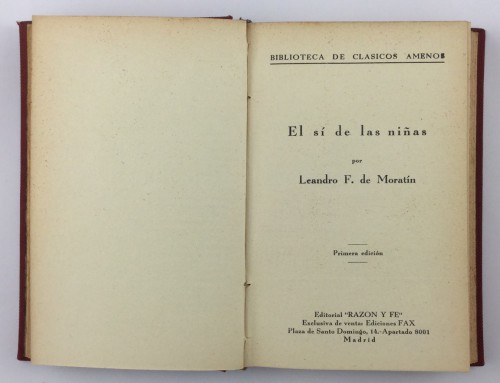 BIBLIOTECA DE CLASICOS AMENOS
El sí de las niñas
por
Leandro F. de Moratín
Primera edición
Editorial "RAZON Y FE"
Exclusiva de venta: Ediciones FAX
Plaza de Santo Domingo, 14.-Apartado 8001
Madrid